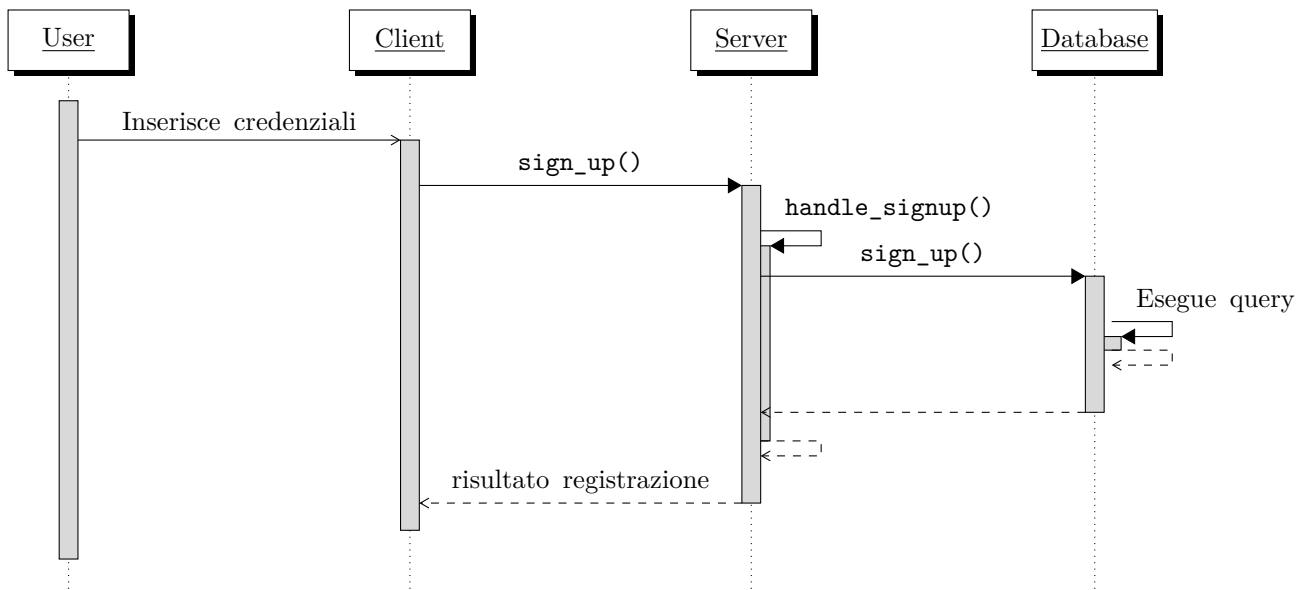 User
Client
Server
Database
Inserisce credenziali
sign_up()
handle_signup()
sign_up()
Esegue query
risultato registrazione